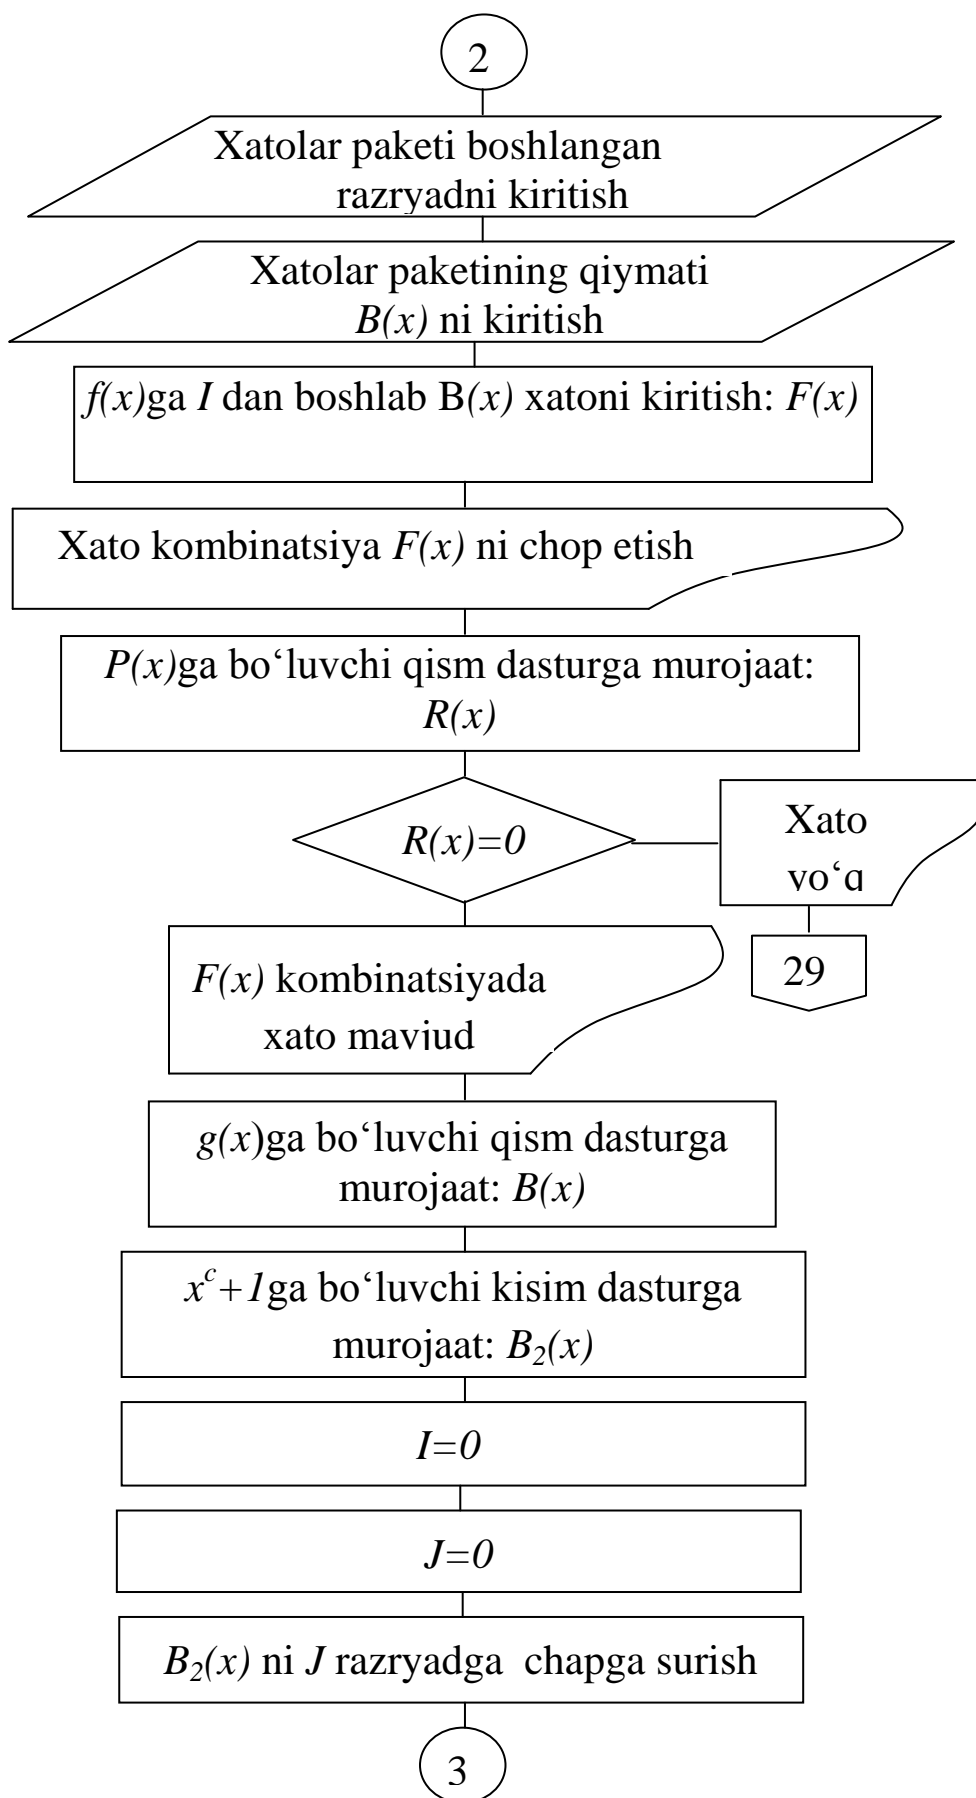 2
Xatolar paketi boshlangan
razryadni kiritish
Xatolar paketining qiymati
B(x) ni kiritish
f(x)ga I dan boshlab B(x) xatoni kiritish: F(x)
Xato kombinatsiya F(x) ni chop etish
P(x)ga bo‘luvchi qism dasturga murojaat:
R(x)
R(x)=0
Xato
yo‘q
29
F(x) kombinatsiyada
xato mavjud
g(x)ga bo‘luvchi qism dasturga
murojaat: B(x)
x^c+1ga bo‘luvchi kisim dasturga
murojaat: B₂(x)
I=0
J=0
B₂(x) ni J razryadga chapga surish
3